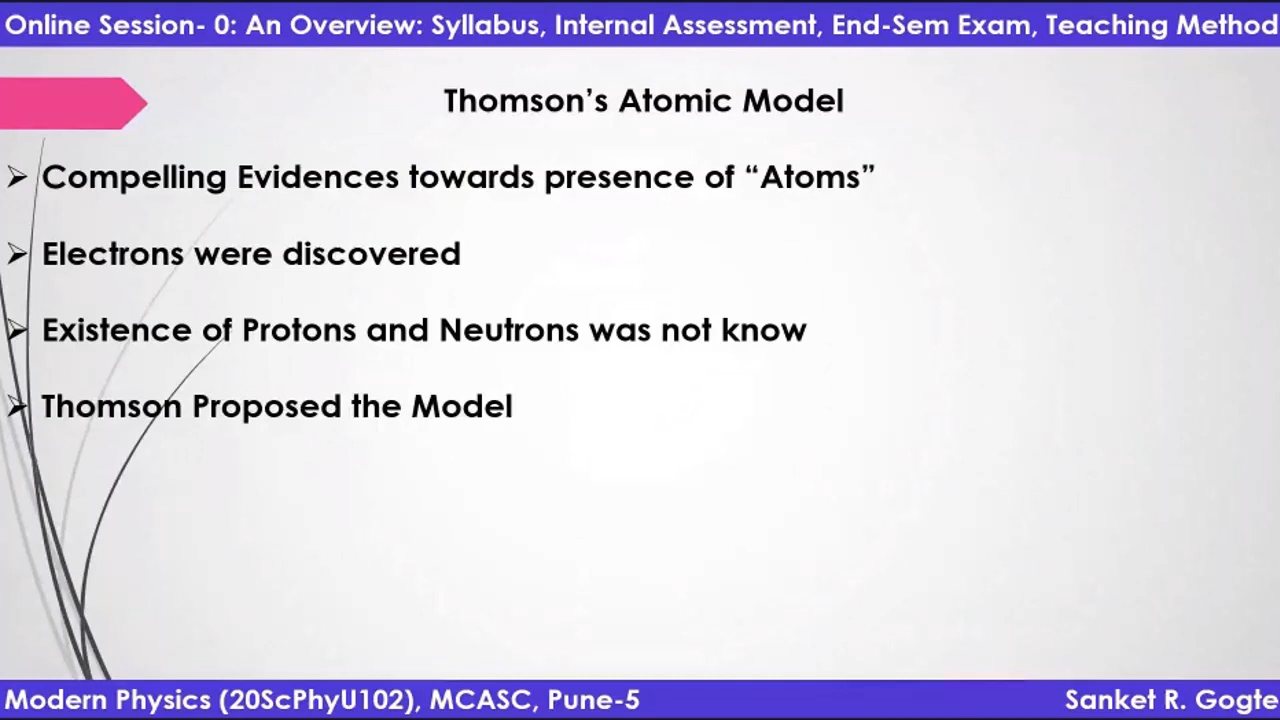 Online Session- 0: An Overview: Syllabus, Internal Assessment, End-Sem Exam, Teaching Method
Thomson’s Atomic Model
Compelling Evidences towards presence of “Atoms”
Electrons were discovered
Existence of Protons and Neutrons was not know
Thomson Proposed the Model
Modern Physics (20ScPhyU102), MCASC, Pune-5
Sanket R. Gogte